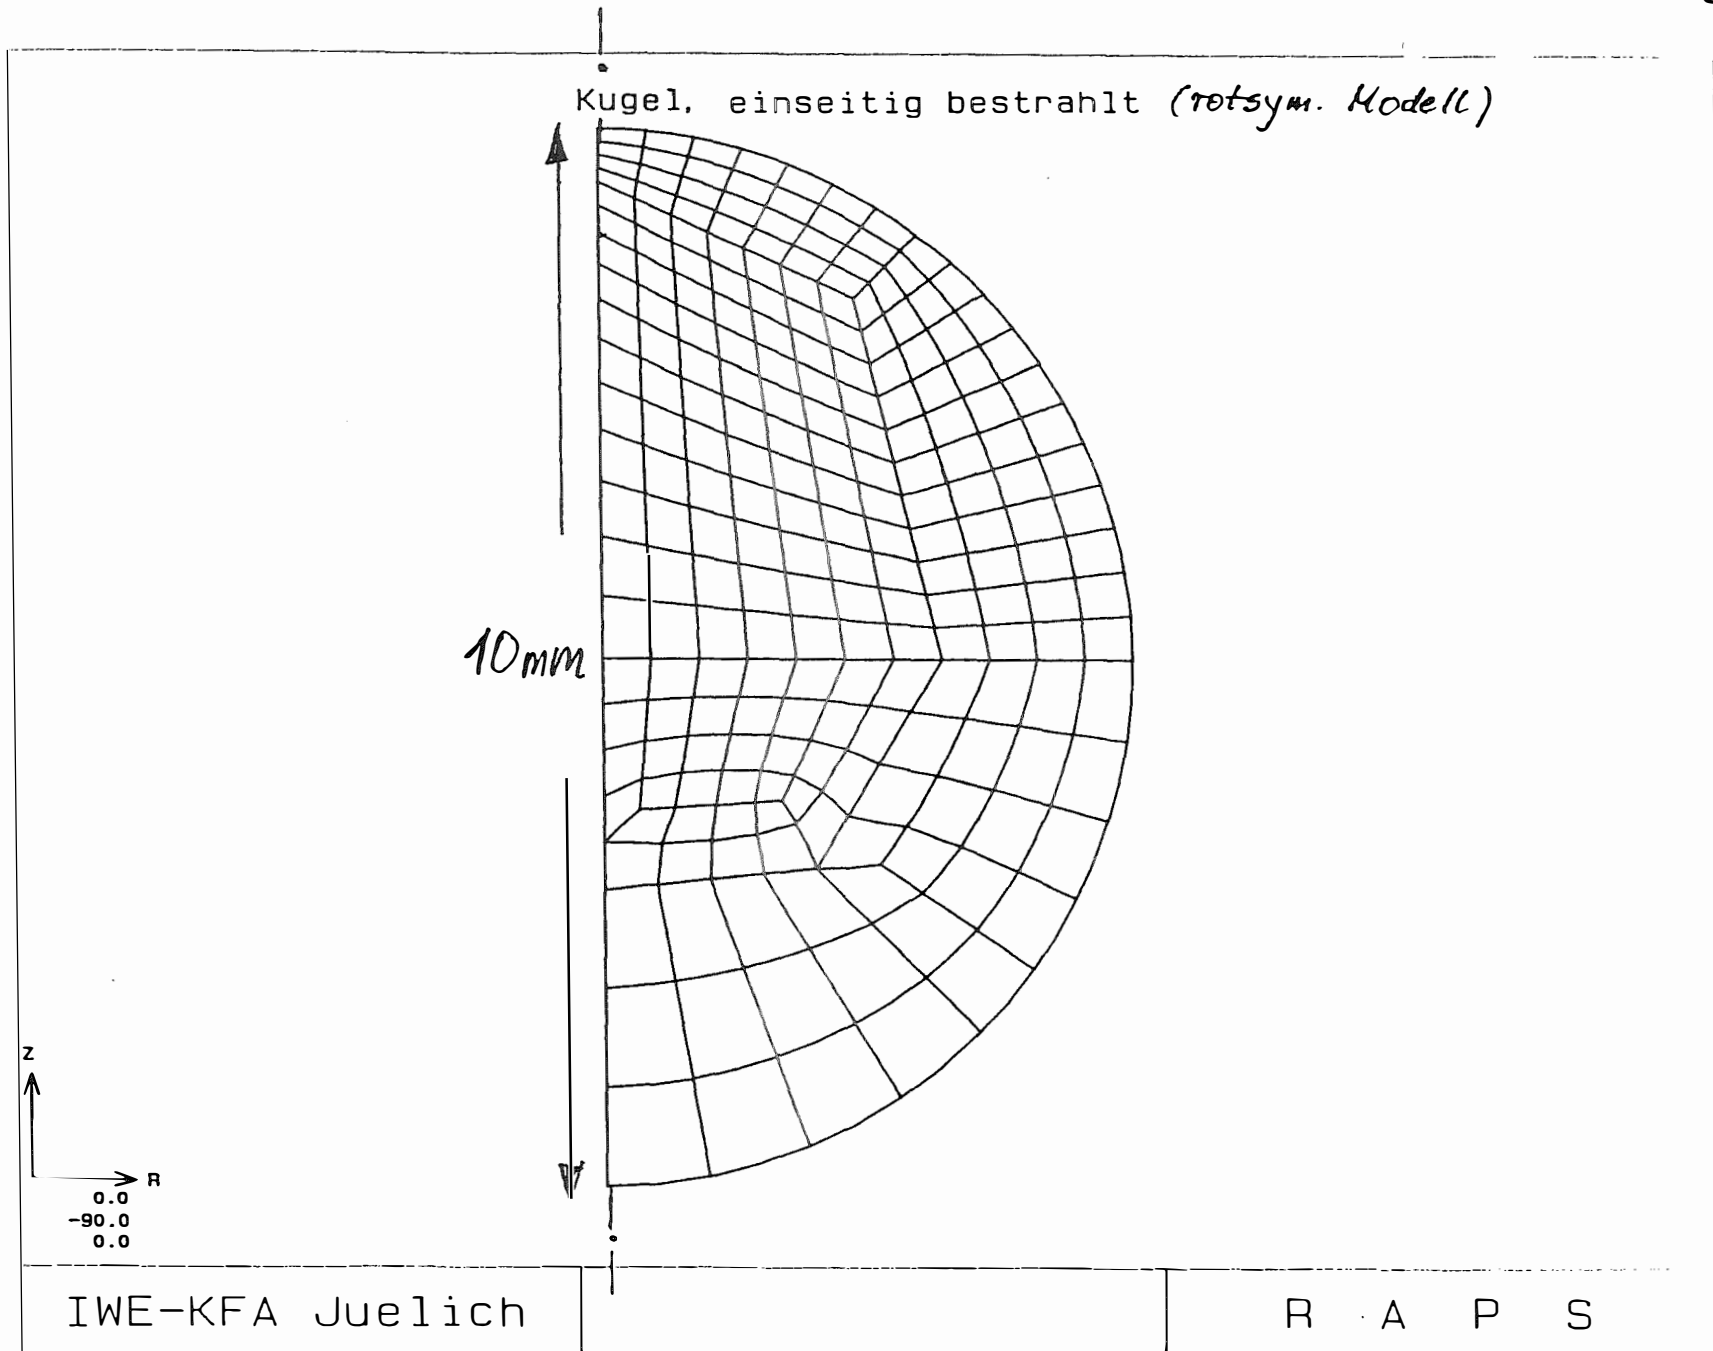 Kugel, einseitig bestrahlt (rotsym. Modell)
10mm
Z
R
0.0
-90.0
0.0
IWE-KFA Juelich
R A P S